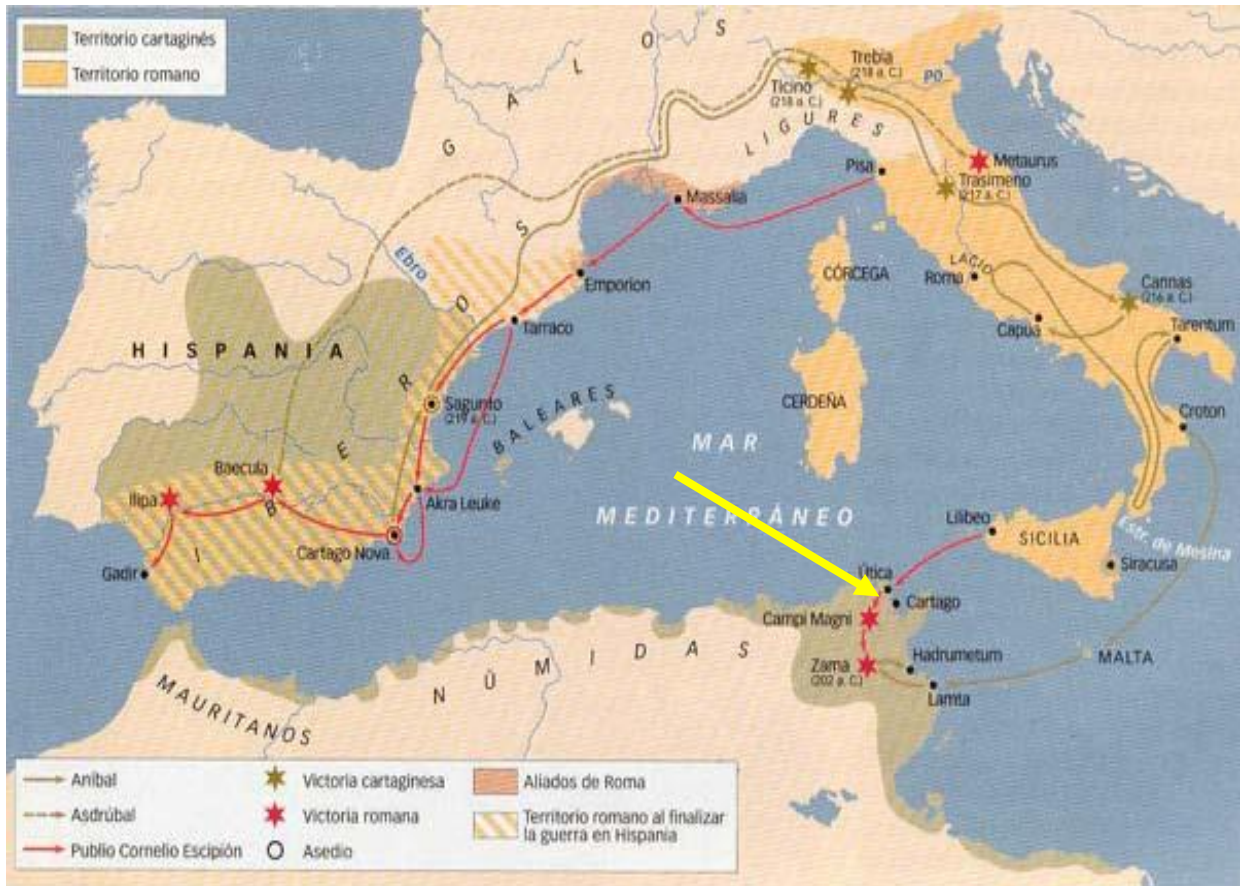 Territorio cartaginés
Territorio romano
GALOS
Trebia
(218 a. C.)
Ticino
(218 a. C.)
PO
LIGURES
Pisa
Metaurus
Trasimeno
(217 a. C.)
Massalia
Ebro
Emporion
CÓRCEGA
LACIO
Roma
Cannas
(216 a. C.)
Capua
Tarentum
Tarraco
HISPANIA
IBEROS
Sagunto
(219 a. C.)
BALEARES
CERDEÑA
Croton
MAR
MEDITERRÁNEO
Baecula
Ilipa
Akra Leuke
Cartago Nova
Gadir
Lilibeo
SICILIA
Estr. de Mesina
Siracusa
Útica
Cartago
Campi Magni
Zama
(202 a. C.)
Hadrumetum
Lamta
MALTA
NÚMIDAS
MAURITANOS
Aníbal
Asdrúbal
Publio Cornelio Escipión
Victoria cartaginesa
Victoria romana
Asedio
Aliados de Roma
Territorio romano al finalizar
la guerra en Hispania